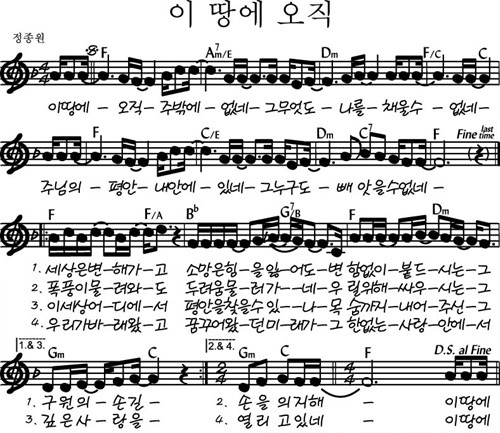 이 땅에 오직
정종원
F A7m/E Dm F/C C
이땅에 – 오직 – 주밖에 – 없네 – 그무엇도 – 나를 – 채울수 – 없네 –
F C/E Dm C7 F Fine last time
주님의 – 평안 – 내안에 – 있네 – 그누구도 – 빼 앗을수없네 –
F F/A Bb G7/B F Dm
1. 세상은변 – 해가 – 고 소망은힘 – 을잃 – 어도 – 변 함없이 – 붙드 – 시는 – 그
2. 폭풍이몰 – 려와 – 도 두려움몰 – 려가 – – 네 – 우 릴위해 – 싸우 – 시는 – 그
3. 이세상어 – 디에 – 서 평안을찾을수있 – – 나 – 목 숨까지 – 내어 – 주신 – 그
4. 우리가바 – 래왔 – 고 꿈꾸어왔 – 던미 – 래가 – 그 한없는 – 사랑 – 안에 – 서
1.& 3. Gm C 2.& 4. Gm C F D.S. al Fine
1. 구원의 – 손길 – 2. 손을의지해 – 이땅에
3. 깊은사 – 랑을 – 4. 열리고있네 – 이땅에